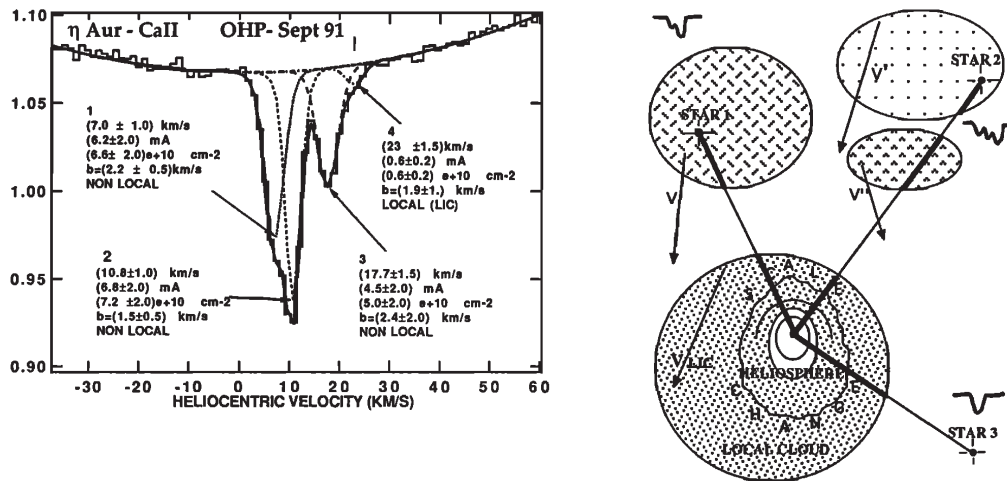 η Aur - CaII OHP- Sept 91
1.10
1.05
1.00
0.95
0.90
1
(7.0 ± 1.0) km/s
(6.2±2.0) mA
(6.6± 2.0)e+10 cm-2
b=(2.2 ± 0.5)km/s
NON LOCAL
4
(23 ±1.5)km/s
(0.6±0.2) mA
(0.6±0.2) e+10 cm-2
b=(1.9±1.) km/s
LOCAL (LIC)
2
(10.8±1.0) km/s
(6.8±2.0) mA
(7.2 ±2.0)e+10 cm-2
b=(1.5±0.5) km/s
NON LOCAL
3
(17.7±1.5) km/s
(4.5±2.0) mA
(5.0±2.0) e+10 cm-2
b=(2.4±2.0) km/s
NON LOCAL
-30 -20 -10 0 10 20 30 40 50 60
HELIOCENTRIC VELOCITY (KM/S)
STAR 1
V
STAR 2
V'
V''
V LIC
HELIOSPHERE
CHARGE
LOCAL CLOUD
STAR 3